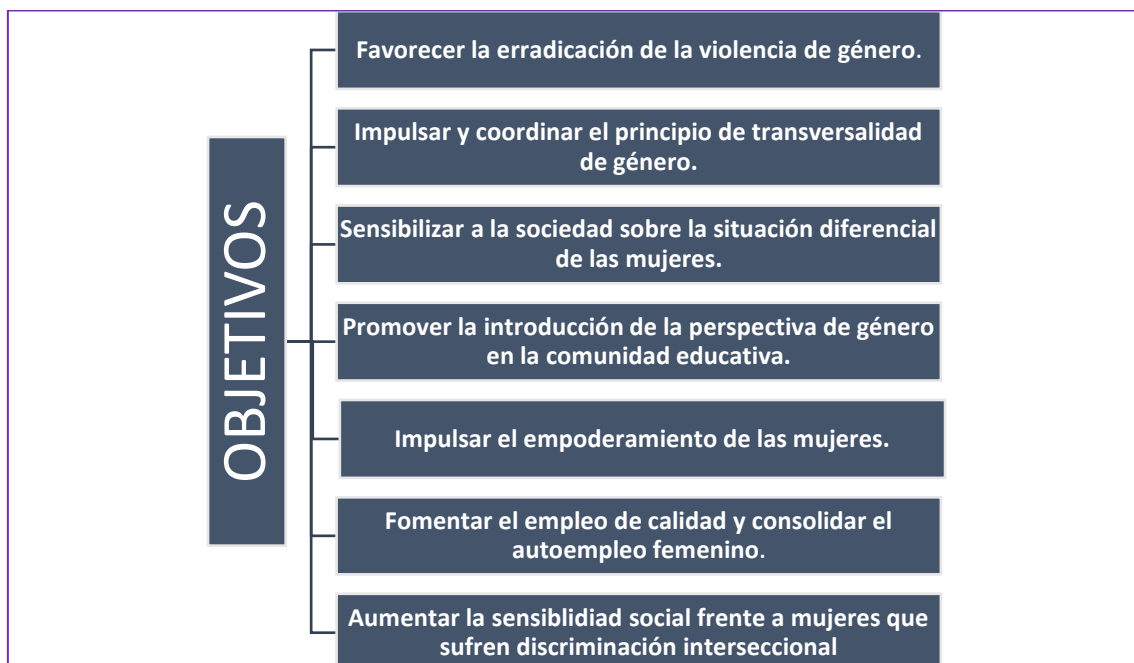 OBJETIVOS
Favorecer la erradicación de la violencia de género.
Impulsar y coordinar el principio de transversalidad
de género.
Sensibilizar a la sociedad sobre la situación diferencial
de las mujeres.
Promover la introducción de la perspectiva de género
en la comunidad educativa.
Impulsar el empoderamiento de las mujeres.
Fomentar el empleo de calidad y consolidar el
autoempleo femenino.
Aumentar la sensiblidiad social frente a mujeres que
sufren discriminación interseccional